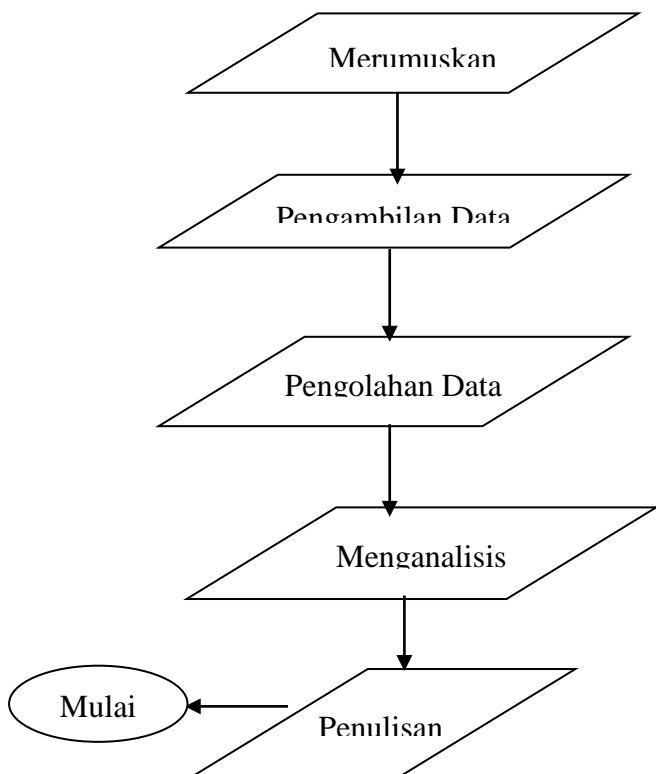 Merumuskan
Pengambilan Data
Pengolahan Data
Menganalisis
Mulai
Penulisan